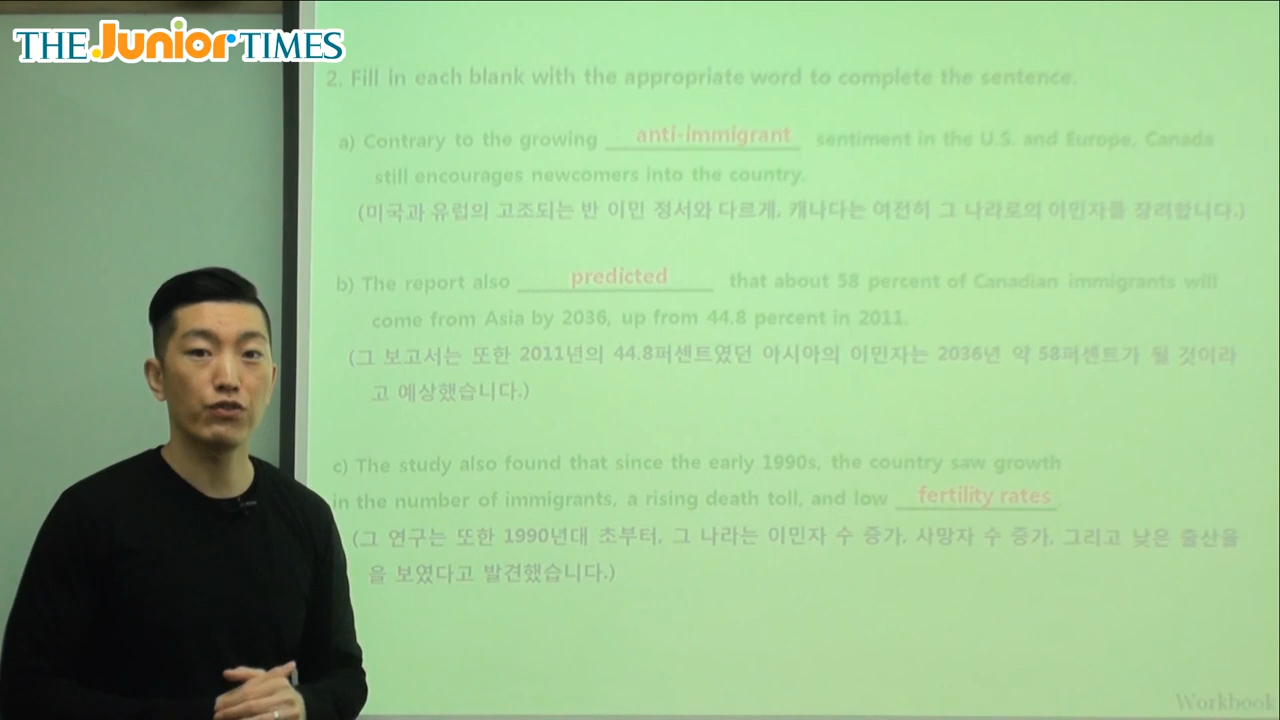 THE Junior TIMES
2. Fill in each blank with the appropriate word to complete the sentence.
a) Contrary to the growing anti-immigrant sentiment in the U.S. and Europe, Canada
still encourages newcomers into the country.
(미국과 유럽의 고조되는 반 이민 정서와 다르게, 캐나다는 여전히 그 나라로의 이민자를 장려합니다.)
b) The report also predicted that about 58 percent of Canadian immigrants will
come from Asia by 2036, up from 44.8 percent in 2011.
(그 보고서는 또한 2011년의 44.8퍼센트였던 아시아의 이민자는 2036년 약 58퍼센트가 될 것이라
고 예상했습니다.)
c) The study also found that since the early 1990s, the country saw growth
in the number of immigrants, a rising death toll, and low fertility rates
(그 연구는 또한 1990년대 초부터, 그 나라는 이민자 수 증가, 사망자 수 증가, 그리고 낮은 출산율
을 보였다고 발견했습니다.)
Workbook